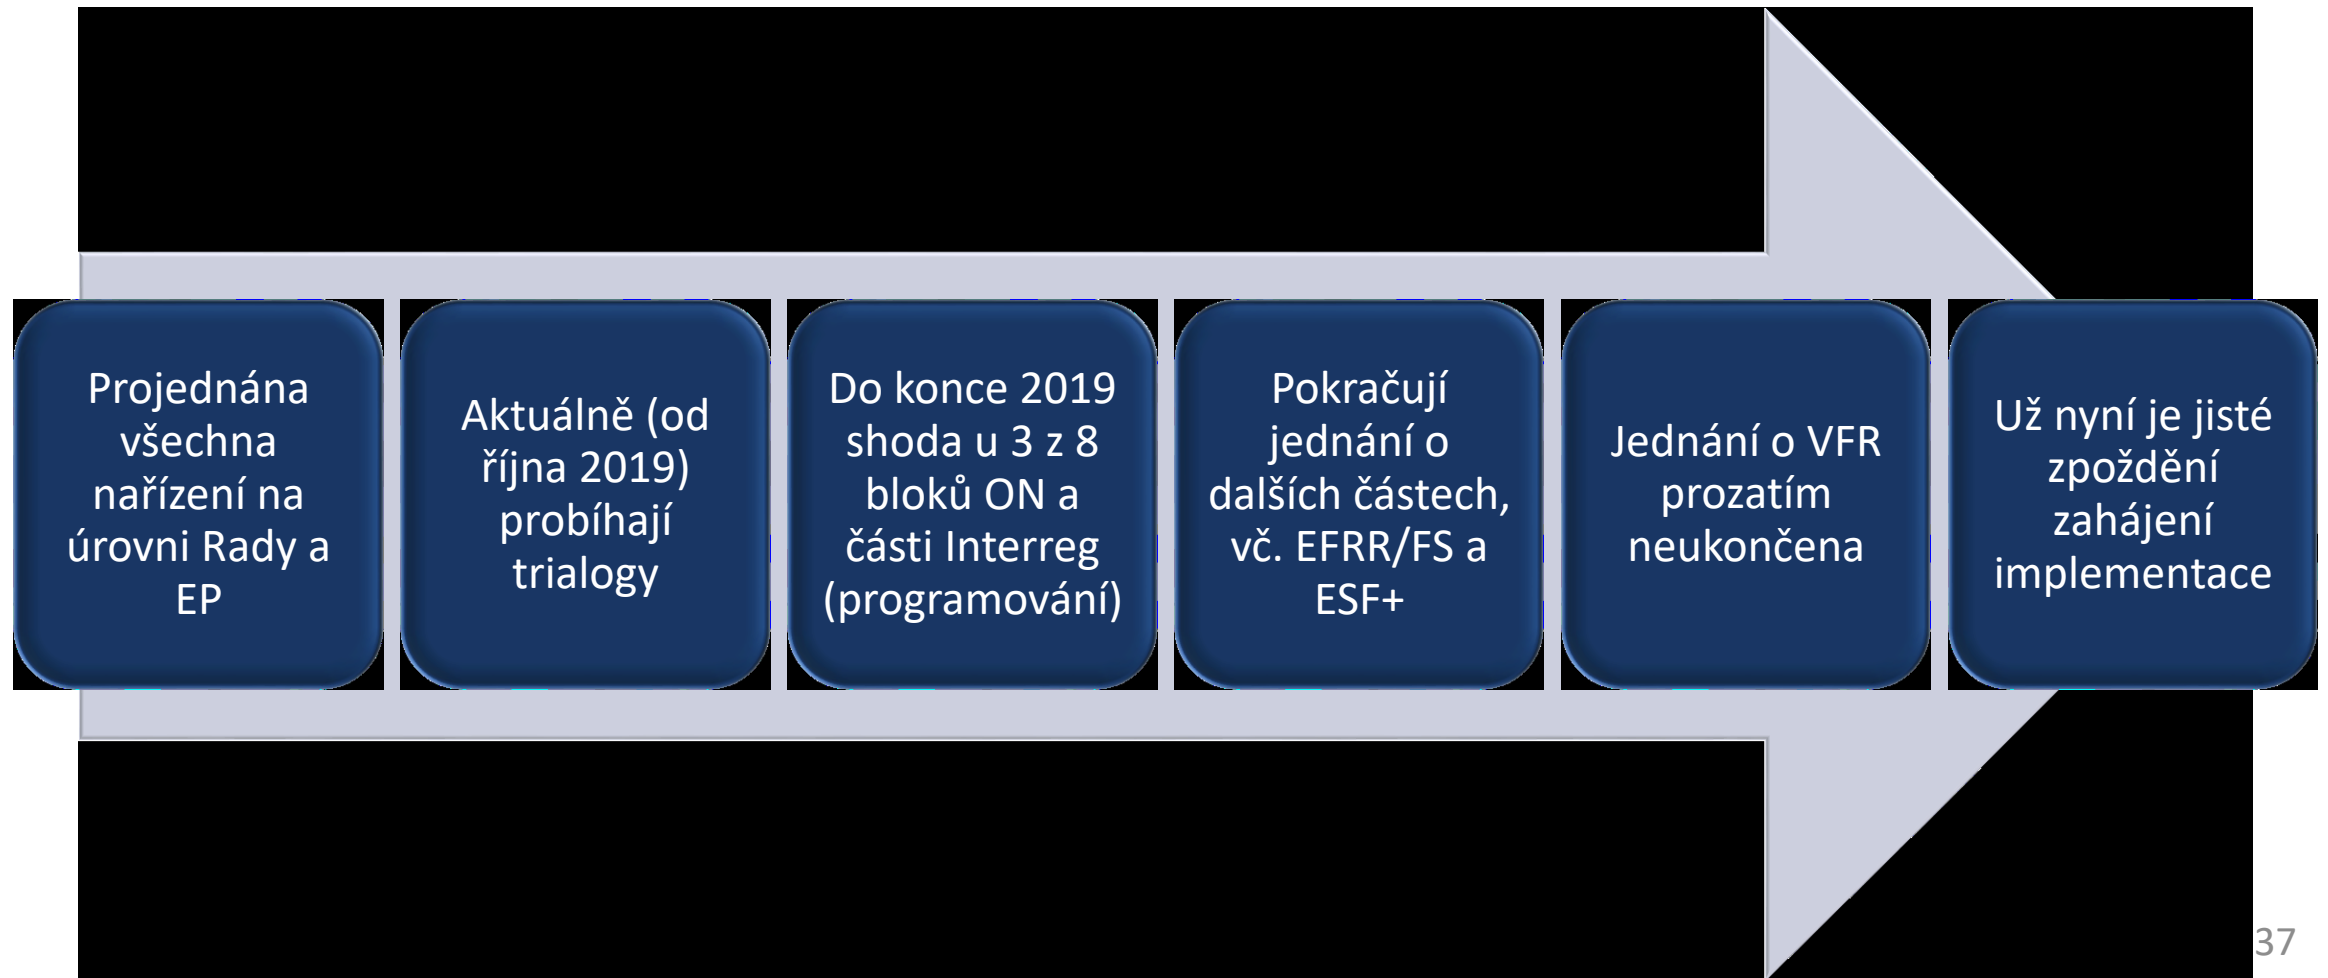 Projednána
všechna
nařízení na
úrovni Rady a
EP
Aktuálně (od
října 2019)
probíhají
trialogy
Do konce 2019
shoda u 3 z 8
bloků ON a
části Interreg
(programování)
Pokračují
jednání o
dalších částech,
vč. EFRR/FS a
ESF+
Jednání o VFR
prozatím
neukončena
Už nyní je jisté
zpoždění
zahájení
implementace
37